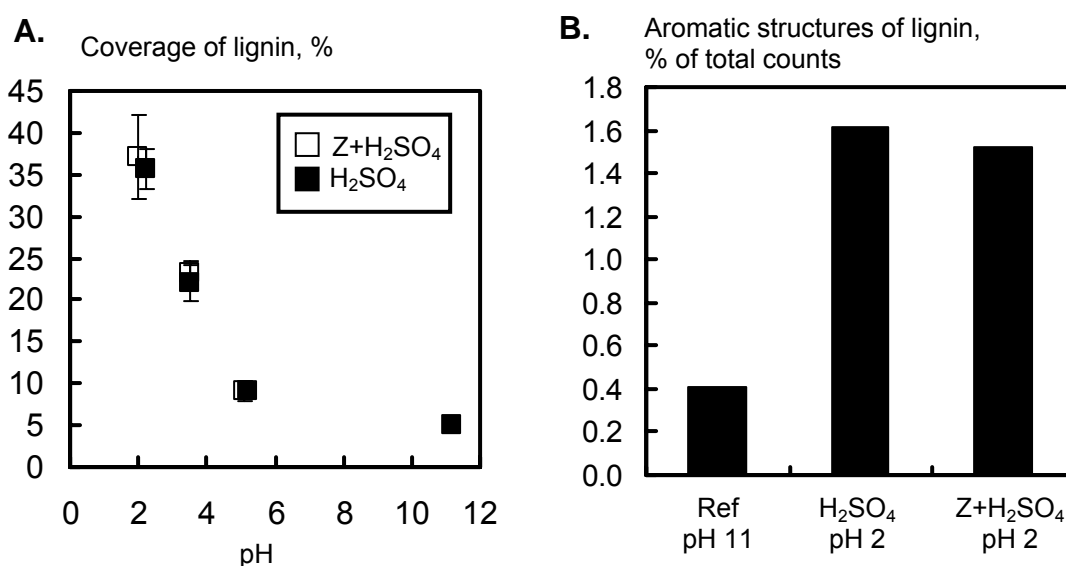 A.
Coverage of lignin, %
45
40
35
30
25
20
15
10
5
0
0 2 4 6 8 10 12
pH
Z+H₂SO₄
H₂SO₄
B.
Aromatic structures of lignin,
% of total counts
1.8
1.6
1.4
1.2
1.0
0.8
0.6
0.4
0.2
0.0
Ref H₂SO₄ Z+H₂SO₄
pH 11 pH 2 pH 2